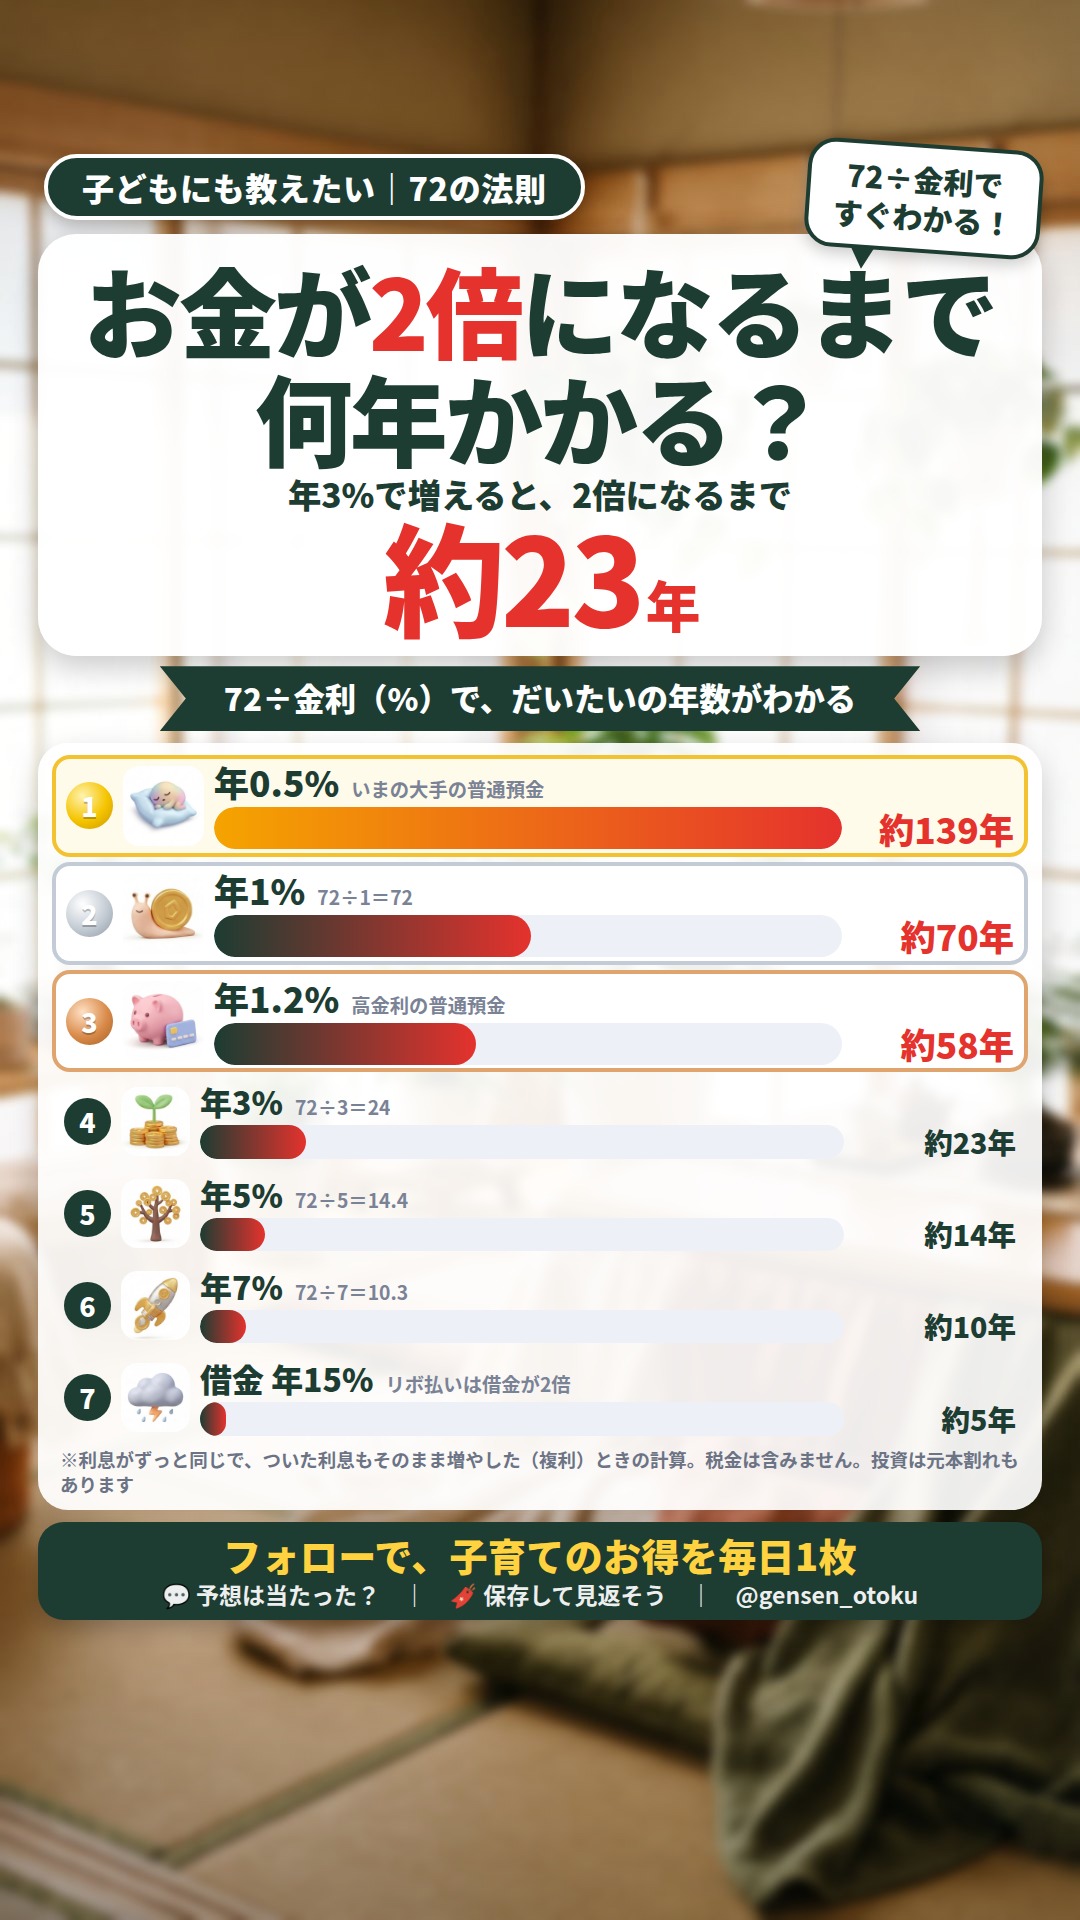 子どもにも教えたい｜72の法則
72÷金利で
すぐわかる！
お金が2倍になるまで
何年かかる？
年3%で増えると、2倍になるまで
約23年
72÷金利（%）で、だいたいの年数がわかる
1 年0.5% いまの大手の普通預金
約139年
2 年1% 72÷1＝72
約70年
3 年1.2% 高金利の普通預金
約58年
4 年3% 72÷3＝24
約23年
5 年5% 72÷5＝14.4
約14年
6 年7% 72÷7＝10.3
約10年
7 借金 年15% リボ払いは借金が2倍
約5年
※利息がずっと同じで、ついた利息もそのまま増やした（複利）ときの計算。税金は含みません。投資は元本割れも
あります
フォローで、子育てのお得を毎日1枚
💬 予想は当たった？ ｜ 🔖 保存して見返そう ｜ @gensen_otoku